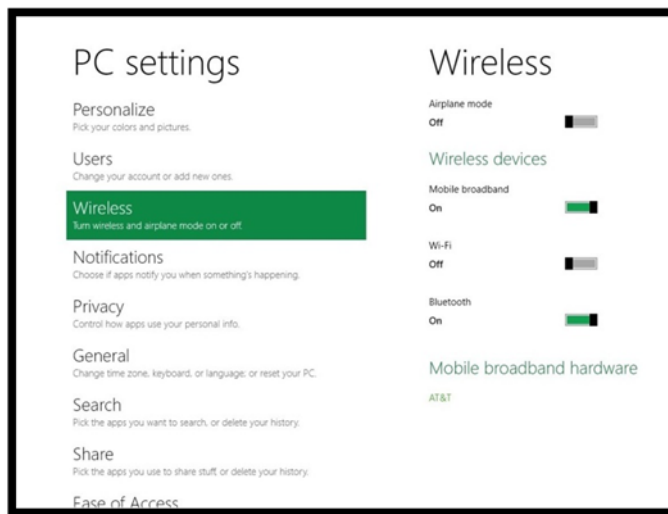 PC settings
Personalize
Pick your colors and pictures.
Users
Change your account or add new ones.
Wireless
Turn wireless and airplane mode on or off.
Notifications
Choose if apps notify you when something's happening.
Privacy
Control how apps use your personal info.
General
Change time zone, keyboard, or language; or reset your PC.
Search
Pick the apps you want to search, or delete your history.
Share
Pick the apps you use to share stuff, or delete your history.
Ease of Access
Wireless
Airplane mode
Off
Wireless devices
Mobile broadband
On
Wi-Fi
Off
Bluetooth
On
Mobile broadband hardware
AT&T